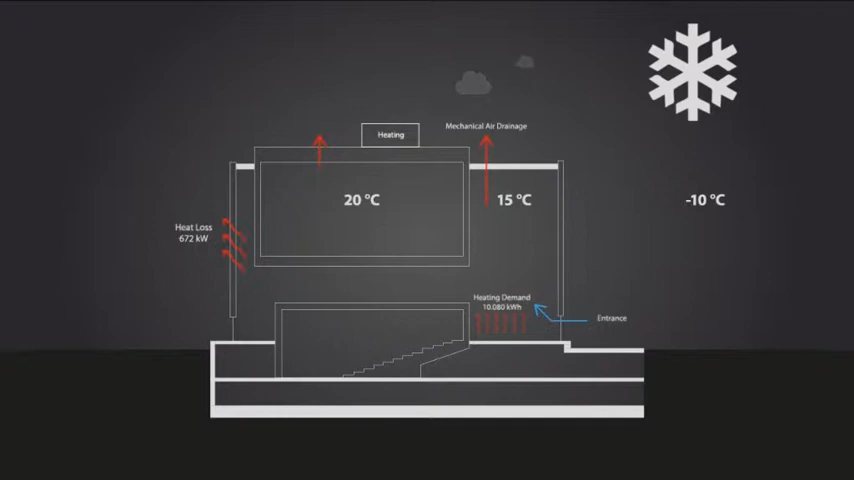 Heating
Mechanical Air Drainage
20 °C
15 °C
-10 °C
Heat Loss
672 kW
Heating Demand
10.080 kWh
Entrance